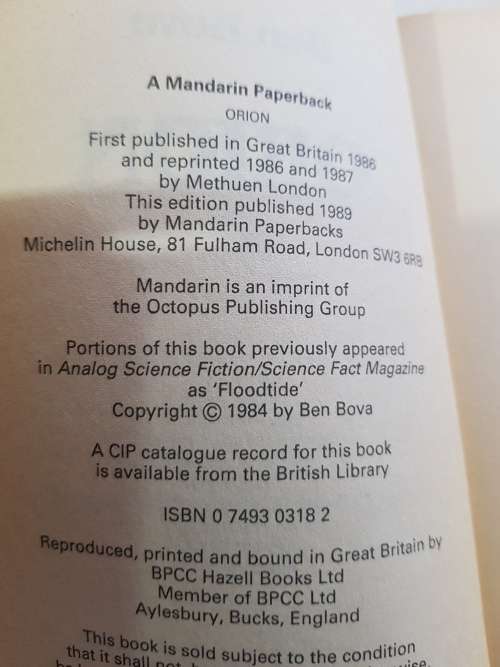 A Mandarin Paperback
ORION
First published in Great Britain 1986
and reprinted 1986 and 1987
by Methuen London
This edition published 1989
by Mandarin Paperbacks
Michelin House, 81 Fulham Road, London SW3 6RB
Mandarin is an imprint of
the Octopus Publishing Group
Portions of this book previously appeared
in Analog Science Fiction/Science Fact Magazine
as 'Floodtide'
Copyright © 1984 by Ben Bova
A CIP catalogue record for this book
is available from the British Library
ISBN 0 7493 0318 2
Reproduced, printed and bound in Great Britain by
BPCC Hazell Books Ltd
Member of BPCC Ltd
Aylesbury, Bucks, England
This book is sold subject to the condition
that it shall not